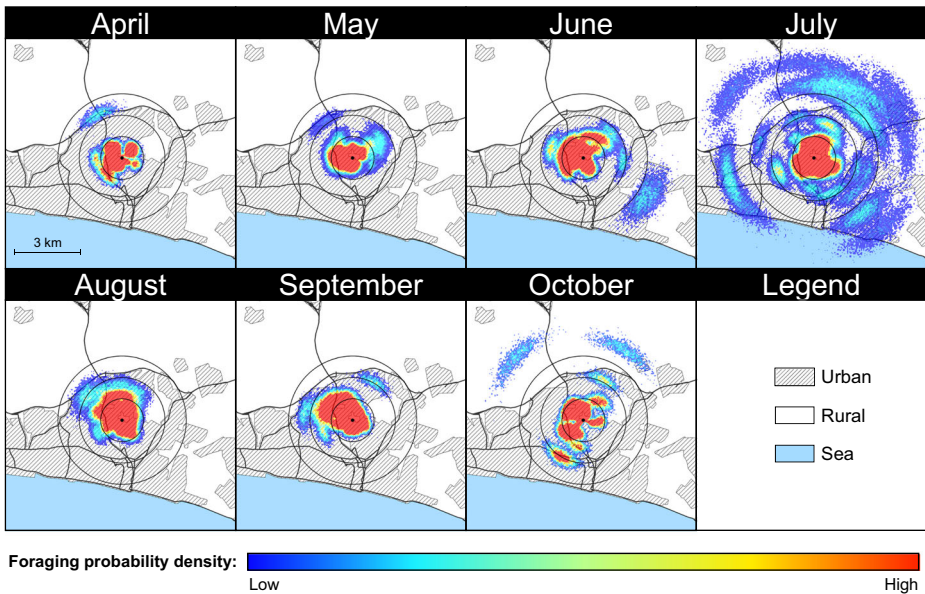 April May June July
3 km
August September October Legend
Urban
Rural
Sea
Foraging probability density:
Low High